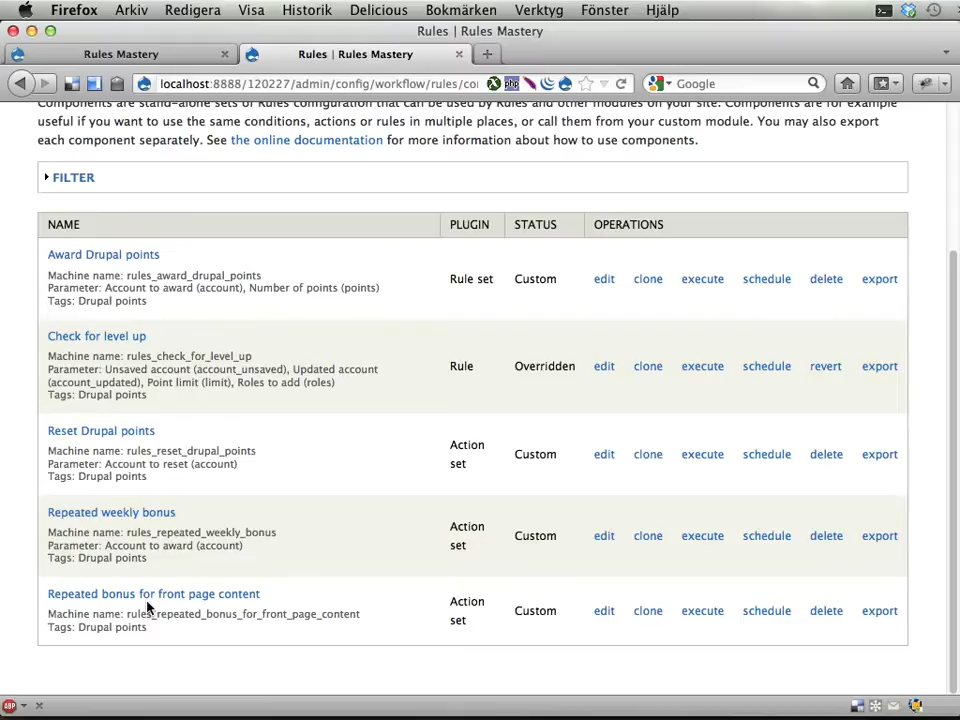 Firefox Arkiv Redigera Visa Historik Delicious Bokmärken Verktyg Fönster Hjälp
Rules | Rules Mastery
Rules Mastery
Rules | Rules Mastery
localhost:8888/120227/admin/config/workflow/rules/co
php
Google
Components are stand-alone sets of Rules configuration that can be used by Rules and other modules on your site. Components are for example
useful if you want to use the same conditions, actions or rules in multiple places, or call them from your custom module. You may also export
each component separately. See the online documentation for more information about how to use components.
FILTER
NAME PLUGIN STATUS OPERATIONS
Award Drupal points
Machine name: rules_award_drupal_points
Parameter: Account to award (account), Number of points (points)
Tags: Drupal points
Rule set Custom edit clone execute schedule delete export
Check for level up
Machine name: rules_check_for_level_up
Parameter: Unsaved account (account_unsaved), Updated account
(account_updated), Point limit (limit), Roles to add (roles)
Tags: Drupal points
Rule Overridden edit clone execute schedule revert export
Reset Drupal points
Machine name: rules_reset_drupal_points
Parameter: Account to reset (account)
Tags: Drupal points
Action
set
Custom edit clone execute schedule delete export
Repeated weekly bonus
Machine name: rules_repeated_weekly_bonus
Parameter: Account to award (account)
Tags: Drupal points
Action
set
Custom edit clone execute schedule delete export
Repeated bonus for front page content
Machine name: rules_repeated_bonus_for_front_page_content
Tags: Drupal points
Action
set
Custom edit clone execute schedule delete export
ABP